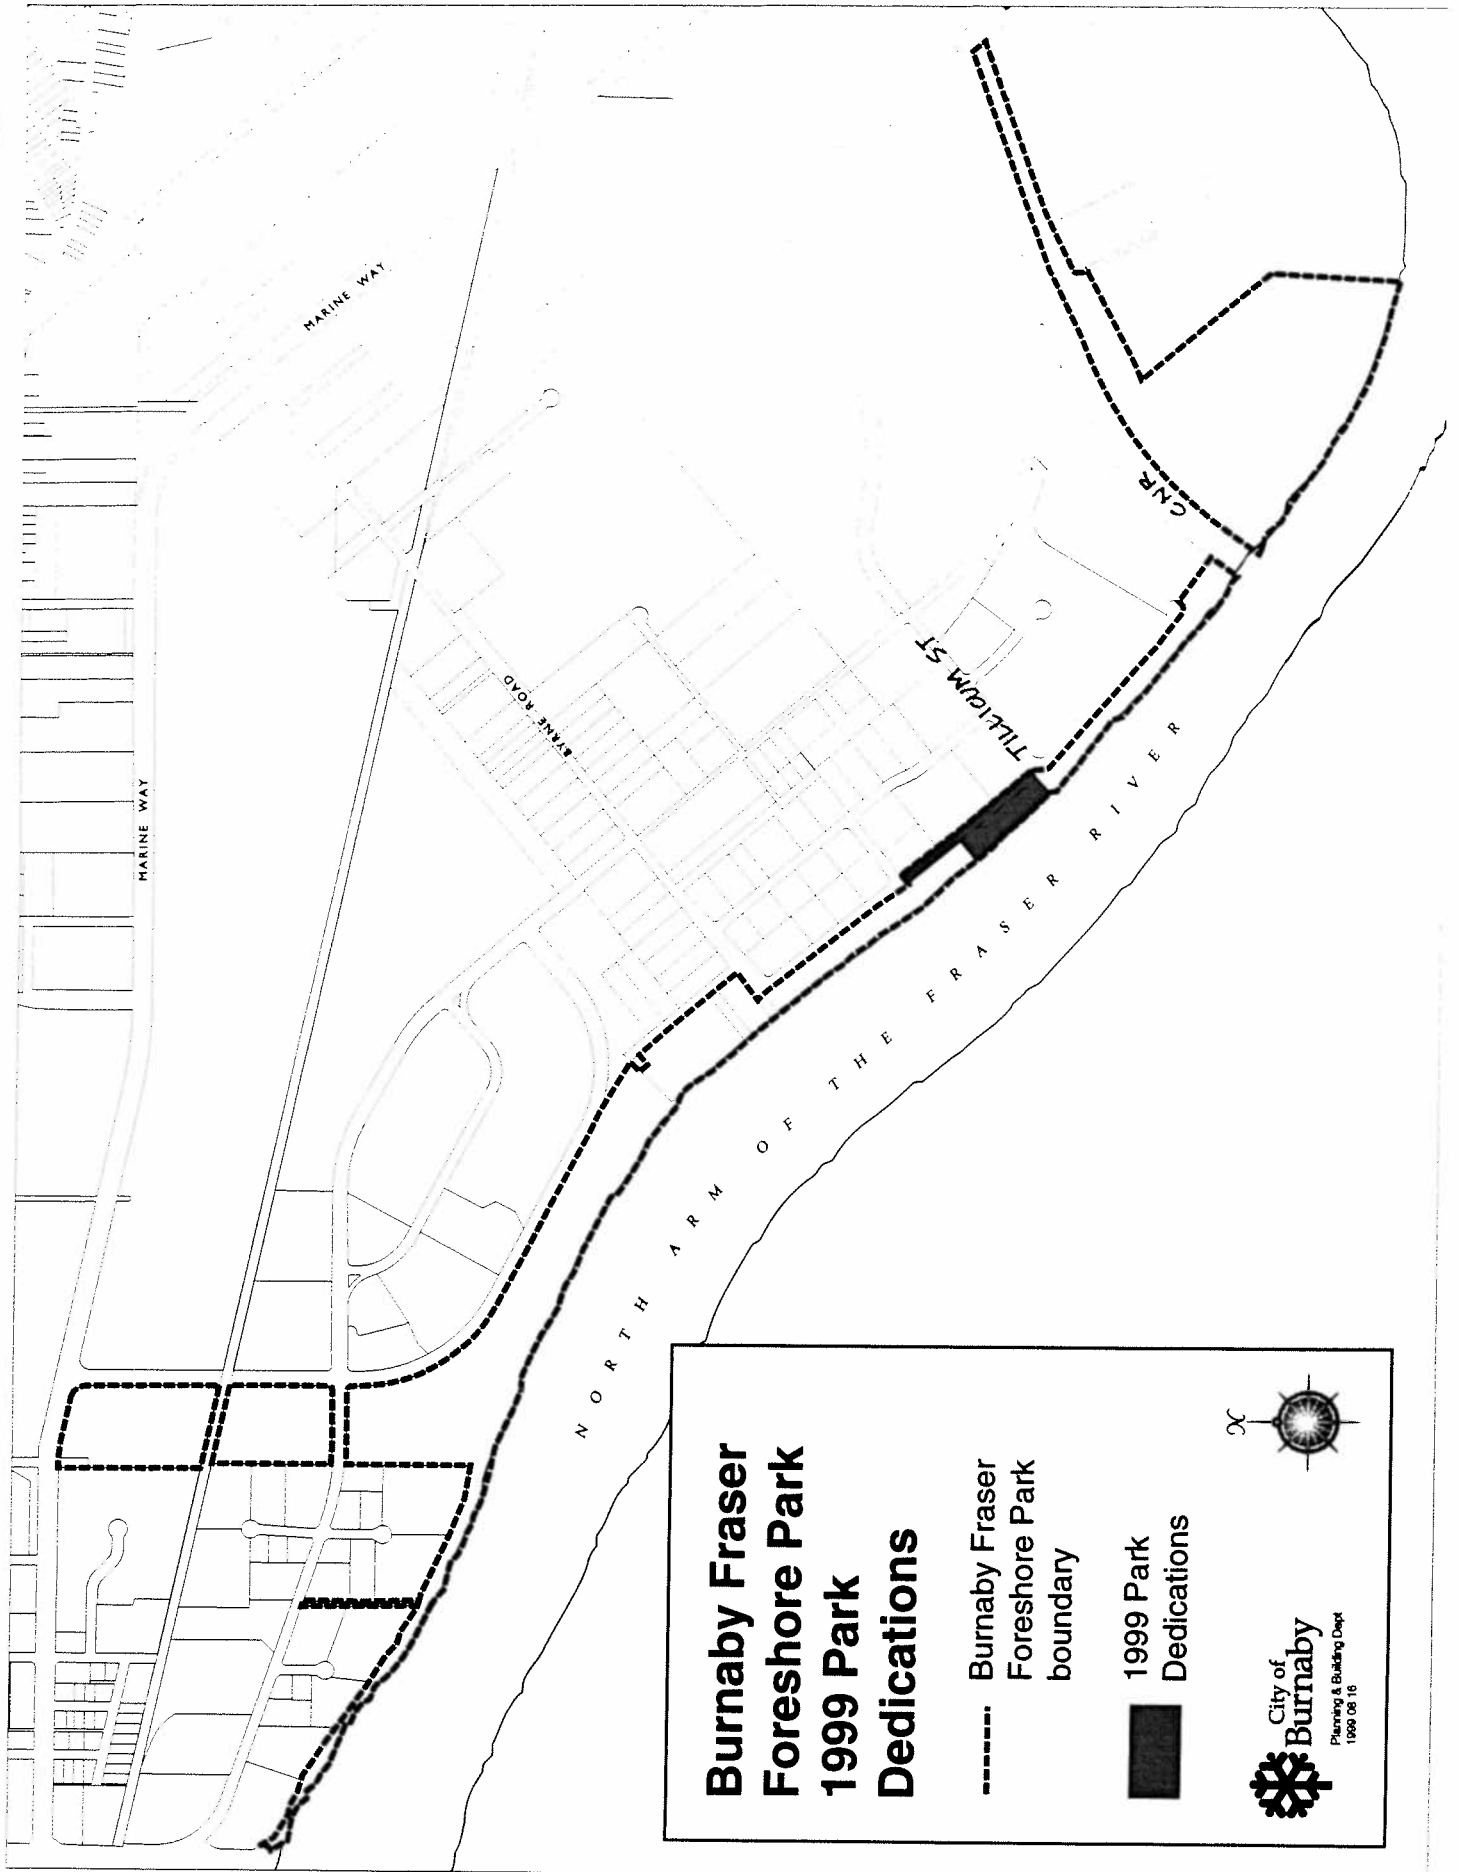 MARINE WAY
MARINE WAY
BYRNE ROAD
TILLICUM ST
CNR
NORTH ARM OF THE FRASER RIVER
Burnaby Fraser
Foreshore Park
1999 Park
Dedications
Burnaby Fraser
Foreshore Park
boundary
1999 Park
Dedications
City of
Burnaby
Planning & Building Dept
1999 08 16
N